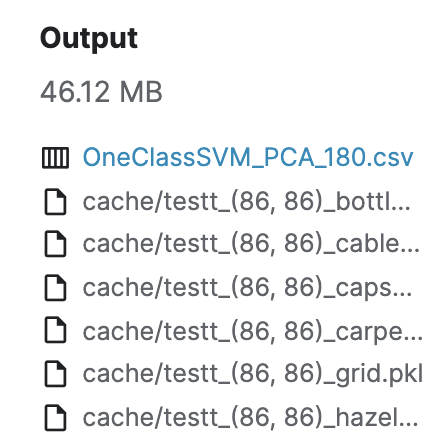 Output
46.12 MB
OneClassSVM_PCA_180.csv
cache/testt_(86, 86)_bottl...
cache/testt_(86, 86)_cable...
cache/testt_(86, 86)_caps...
cache/testt_(86, 86)_carpe...
cache/testt_(86, 86)_grid.pkl
cache/testt_(86, 86)_hazel...